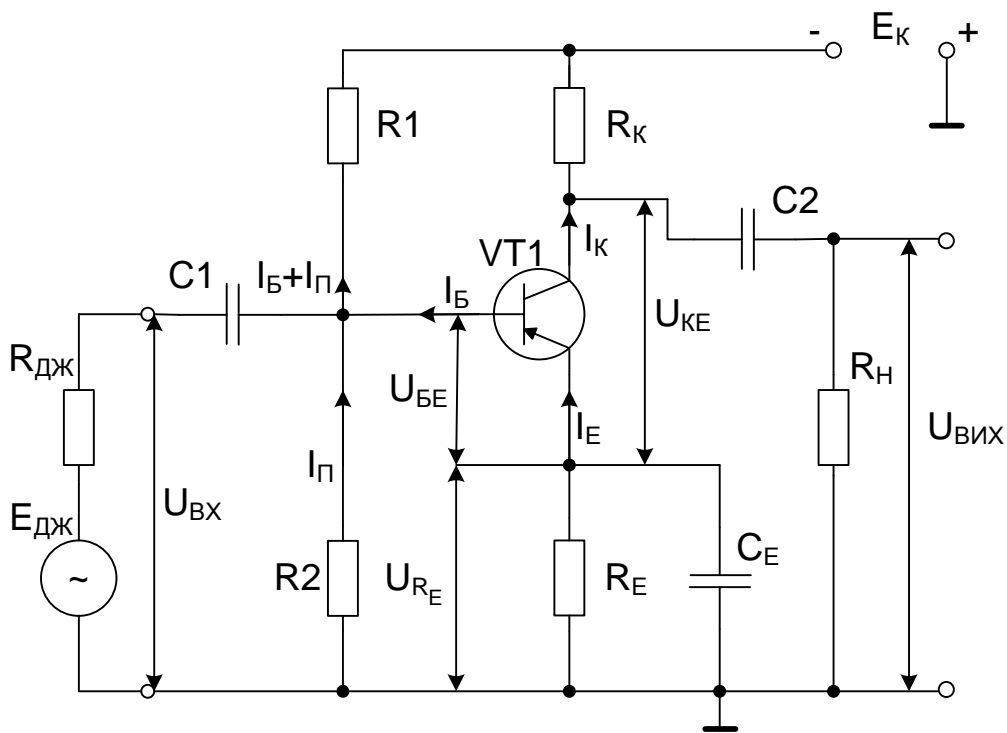 - E_К +
R1
R_К
C2
C1
I_Б+I_П
I_Б
VT1
I_К
U_КЕ
R_ДЖ
U_БЕ
I_Е
R_Н
U_ВИХ
I_П
U_ВХ
E_ДЖ
~
R2
U_R_Е
R_Е
C_Е